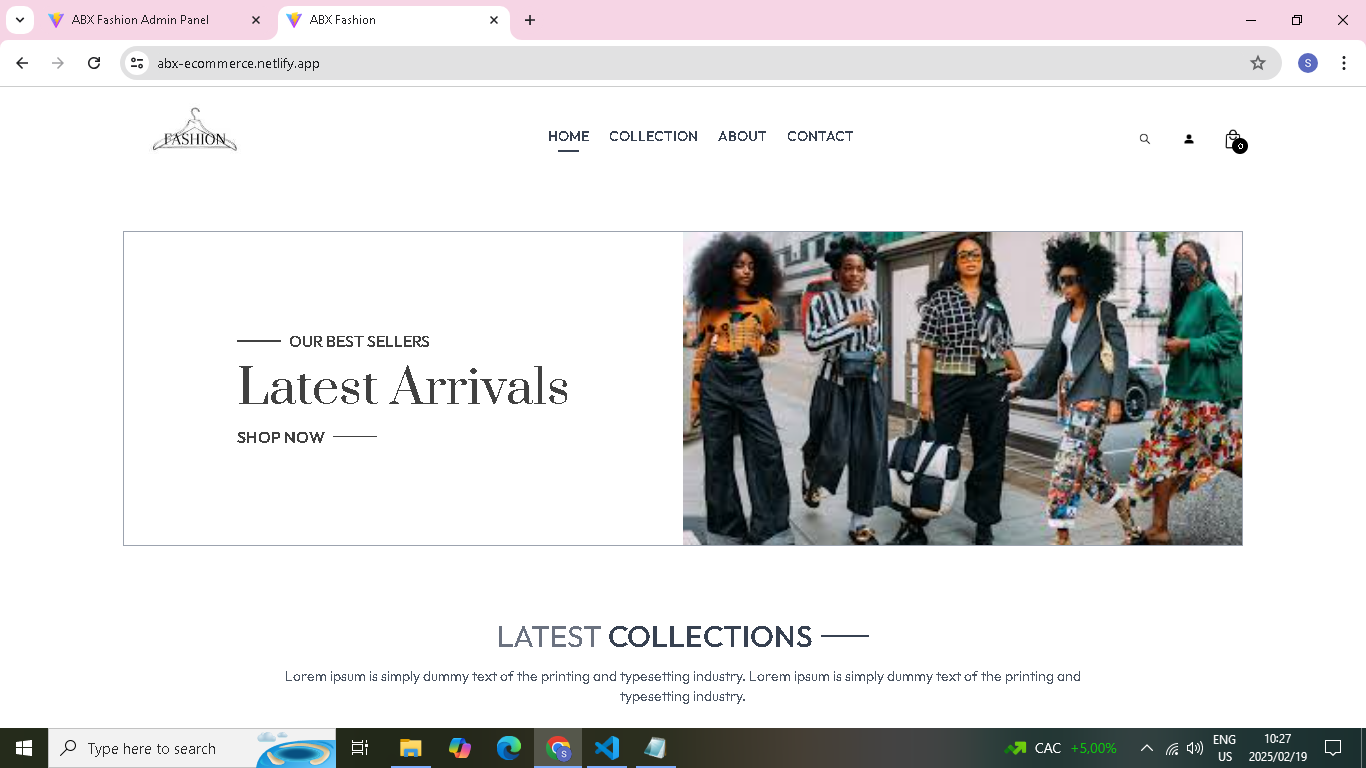 ABX Fashion Admin Panel
ABX Fashion
abx-ecommerce.netlify.app
S
FASHION
HOME COLLECTION ABOUT CONTACT
0
OUR BEST SELLERS
Latest Arrivals
SHOP NOW
LATEST COLLECTIONS
Lorem ipsum is simply dummy text of the printing and typesetting industry. Lorem ipsum is simply dummy text of the printing and
typesetting industry.
Type here to search
S
CAC +5,00%
ENG
US
10:27
2025/02/19